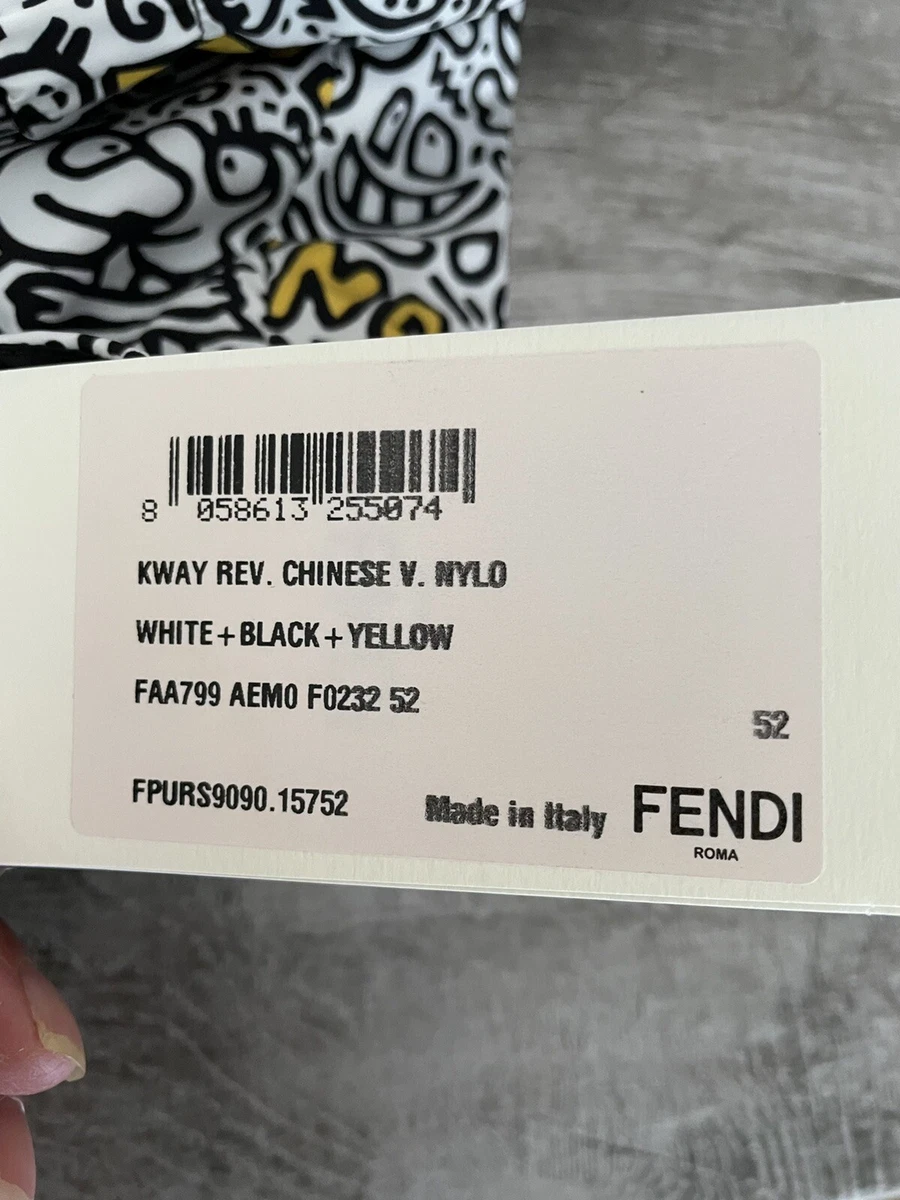 8 058613 255074
KWAY REV. CHINESE V. NYLO
WHITE+BLACK+YELLOW
FAA799 AEM0 F0232 52
52
FPURS9090.15752
Made in Italy
FENDI
ROMA